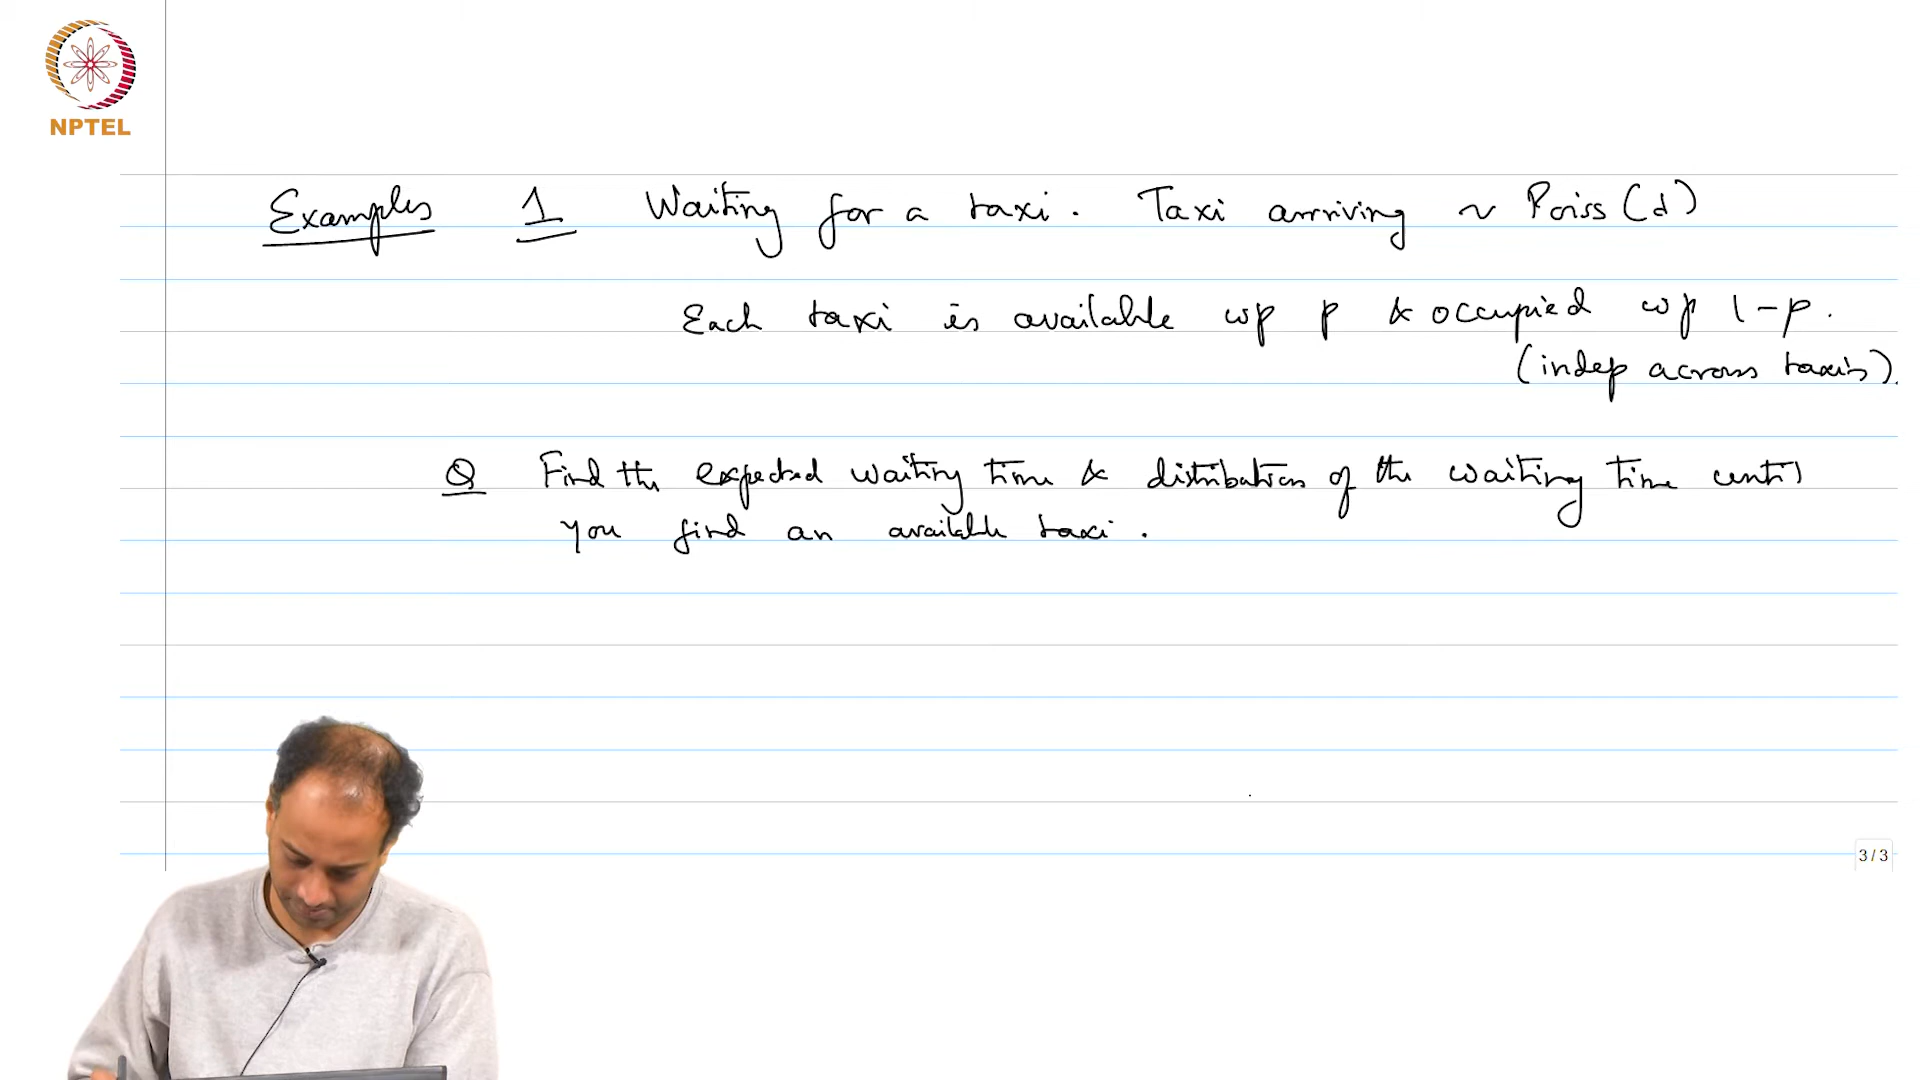 NPTEL
Examples 1 Waiting for a taxi. Taxi arriving ~ Poiss (λ)
Each taxi is available wp p & occupied wp 1-p.
(indep across taxis).
Q Find the expected waiting time & distribution of the waiting time until
you find an available taxi.
3 / 3